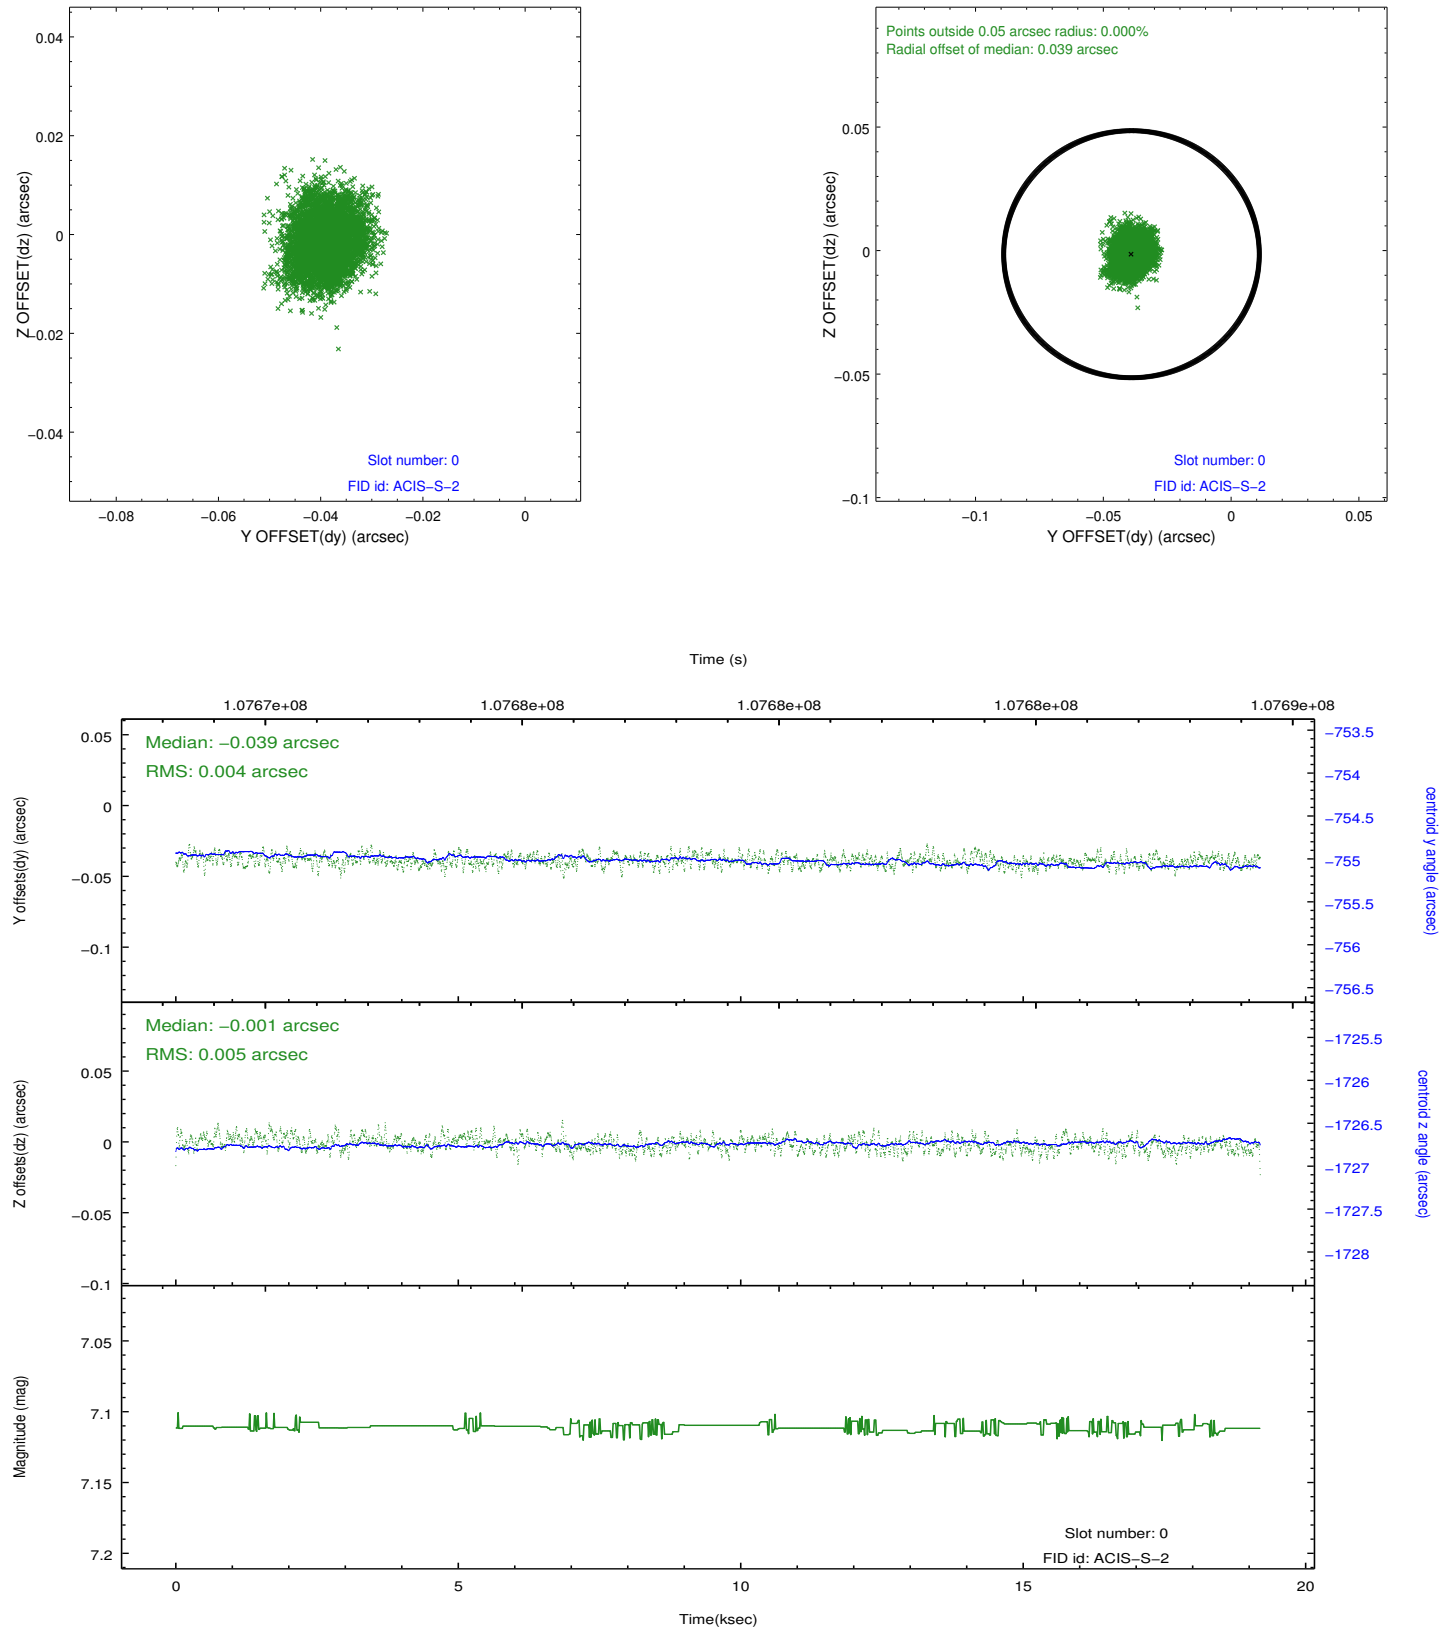 0.04
0.02
0
−0.02
−0.04
Z OFFSET(dz) (arcsec)
Slot number: 0
FID id: ACIS−S−2
−0.08
−0.06
−0.04
−0.02
0
Y OFFSET(dy) (arcsec)
Points outside 0.05 arcsec radius: 0.000%
Radial offset of median: 0.039 arcsec
0.05
0
−0.05
−0.1
Z OFFSET(dz) (arcsec)
Slot number: 0
FID id: ACIS−S−2
−0.1
−0.05
0
0.05
Y OFFSET(dy) (arcsec)
Time (s)
1.0767e+08
1.0768e+08
1.0768e+08
1.0768e+08
1.0769e+08
Median: −0.039 arcsec
RMS: 0.004 arcsec
0.05
0
−0.05
−0.1
Y offsets(dy) (arcsec)
−753.5
−754
−754.5
−755
−755.5
−756
−756.5
centroid y angle (arcsec)
Median: −0.001 arcsec
RMS: 0.005 arcsec
0.05
0
−0.05
−0.1
Z offsets(dz) (arcsec)
−1725.5
−1726
−1726.5
−1727
−1727.5
−1728
centroid z angle (arcsec)
7.05
7.1
7.15
7.2
Magnitude (mag)
Slot number: 0
FID id: ACIS−S−2
0
5
10
15
20
Time(ksec)